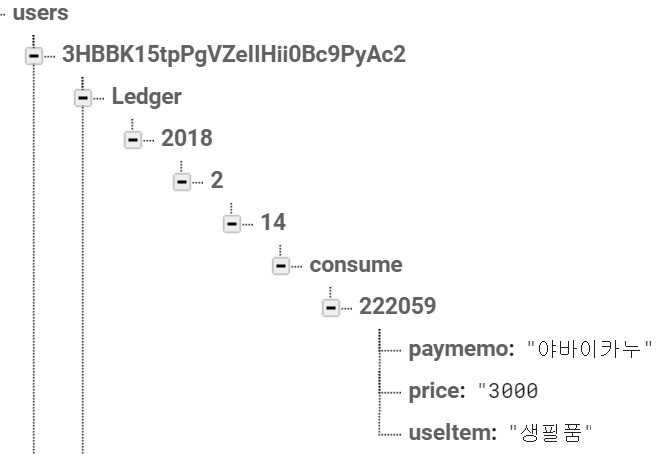 users
3HBBK15tpPgVZeIlHii0Bc9PyAc2
Ledger
2018
2
14
consume
222059
paymemo: "야바이카누"
price: "3000
useItem: "생필품"